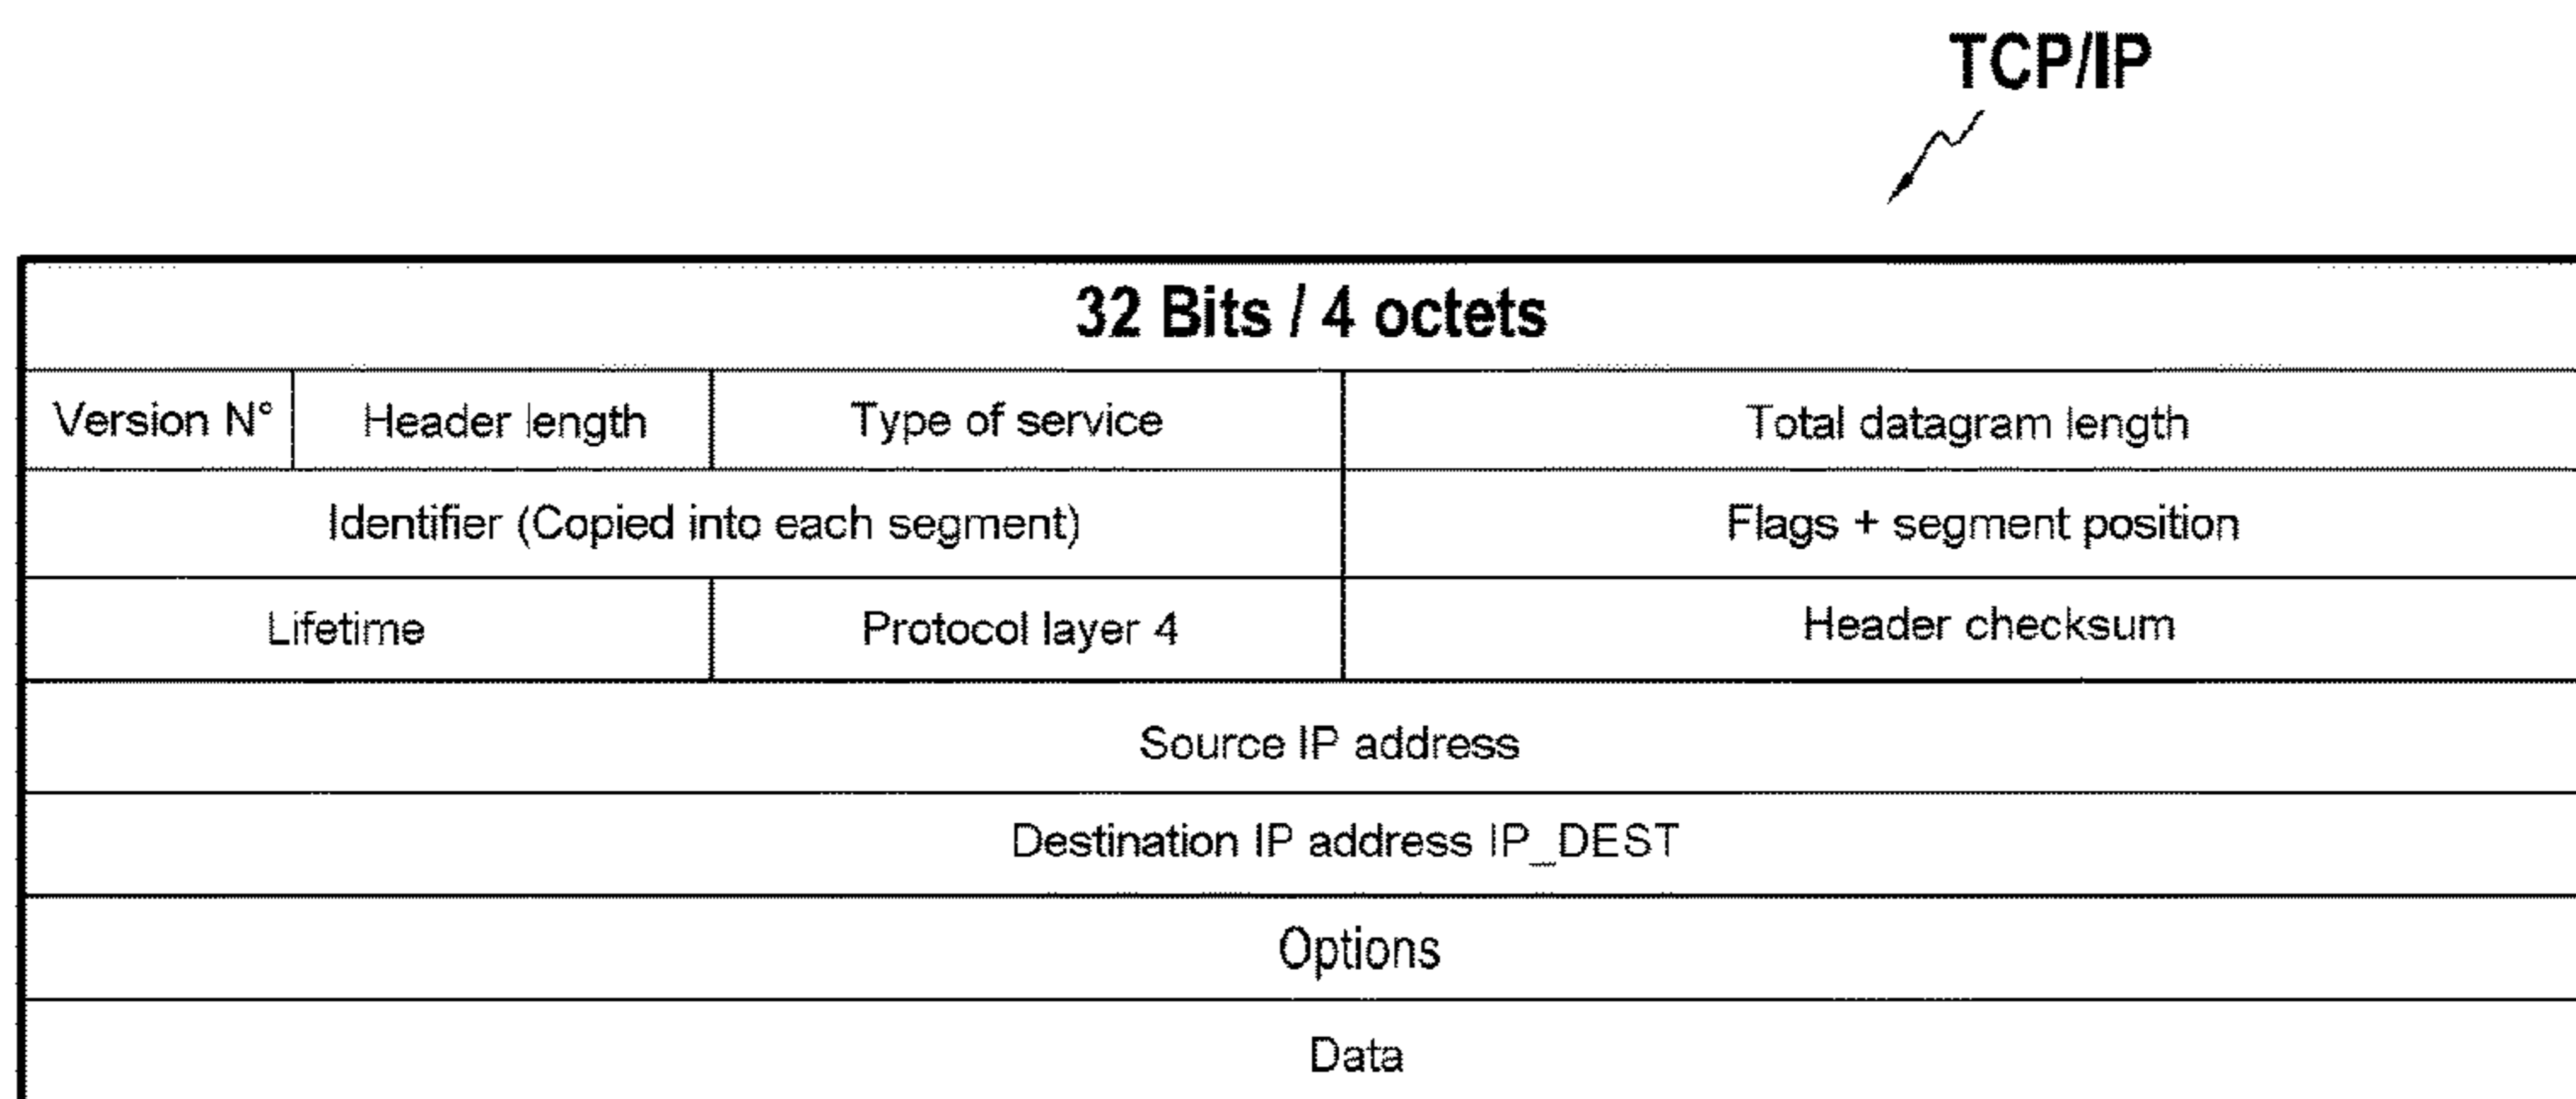 TCP/IP
32 Bits / 4 octets
Version N° Header length Type of service Total datagram length
Identifier (Copied into each segment) Flags + segment position
Lifetime Protocol layer 4 Header checksum
Source IP address
Destination IP address IP_DEST
Options
Data